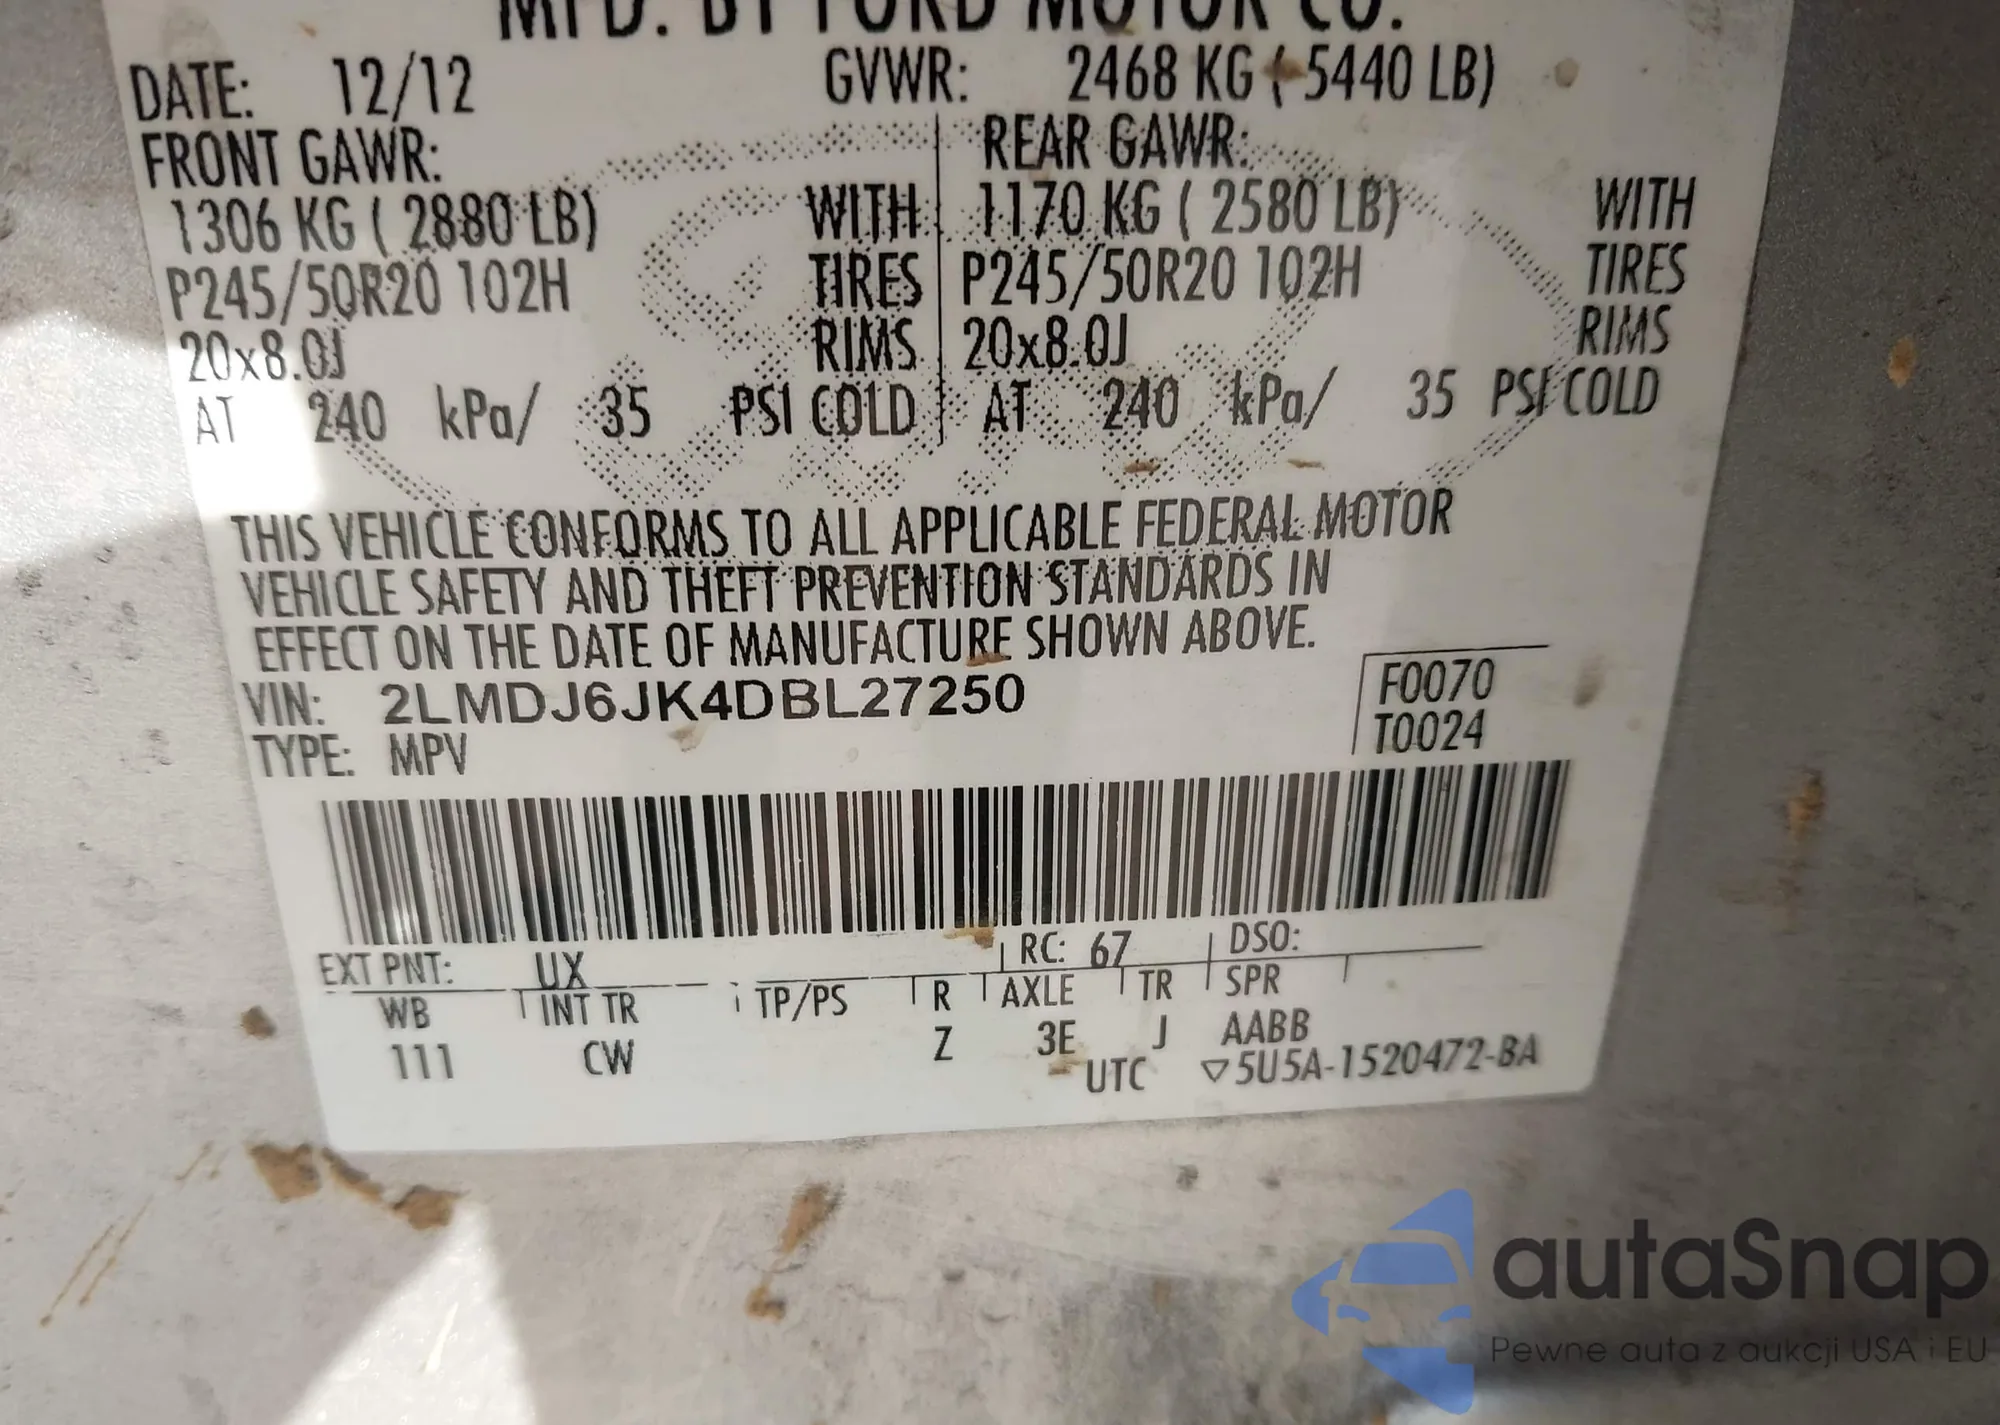 MFD. BY FORD MOTOR CO.
DATE: 12/12 GVWR: 2468 KG ( 5440 LB)
FRONT GAWR: REAR GAWR:
1306 KG ( 2880 LB) WITH 1170 KG ( 2580 LB) WITH
P245/50R20 102H TIRES P245/50R20 102H TIRES
20x8.0J RIMS 20x8.0J RIMS
AT 240 kPa/ 35 PSI COLD AT 240 kPa/ 35 PSI COLD
THIS VEHICLE CONFORMS TO ALL APPLICABLE FEDERAL MOTOR
VEHICLE SAFETY AND THEFT PREVENTION STANDARDS IN
EFFECT ON THE DATE OF MANUFACTURE SHOWN ABOVE.
VIN: 2LMDJ6JK4DBL27250 F0070
TYPE: MPV T0024
EXT PNT: UX RC: 67 DSO:
WB INT TR TP/PS R AXLE TR SPR
111 CW Z 3E J AABB
UTC ▽5U5A-1520472-BA
autaSnap
Pewne auta z aukcji USA i EU